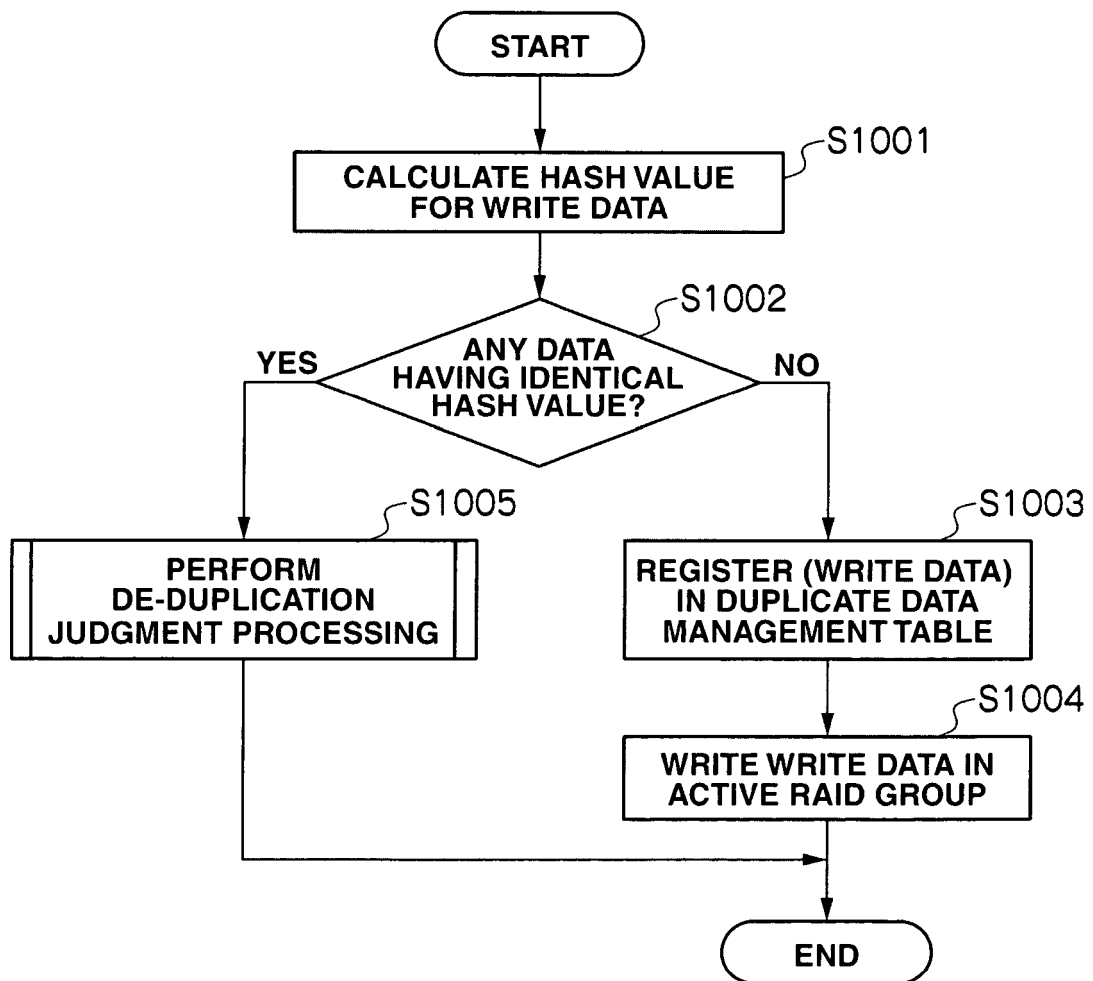 START
S1001
CALCULATE HASH VALUE
FOR WRITE DATA
S1002
ANY DATA
HAVING IDENTICAL
HASH VALUE?
YES
NO
S1005
PERFORM
DE-DUPLICATION
JUDGMENT PROCESSING
S1003
REGISTER (WRITE DATA)
IN DUPLICATE DATA
MANAGEMENT TABLE
S1004
WRITE WRITE DATA IN
ACTIVE RAID GROUP
END